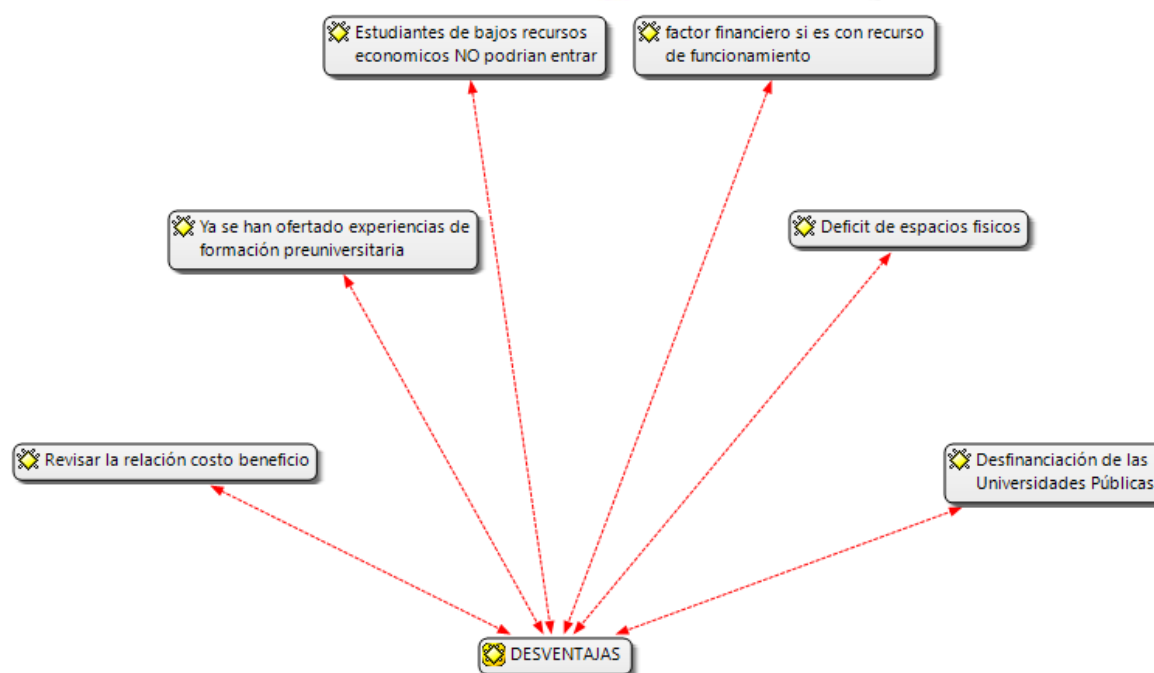 Estudiantes de bajos recursos
economicos NO podrian entrar
factor financiero si es con recurso
de funcionamiento
Ya se han ofertado experiencias de
formación preuniversitaria
Deficit de espacios fisicos
Revisar la relación costo beneficio
Desfinanciación de las
Universidades Públicas
DESVENTAJAS